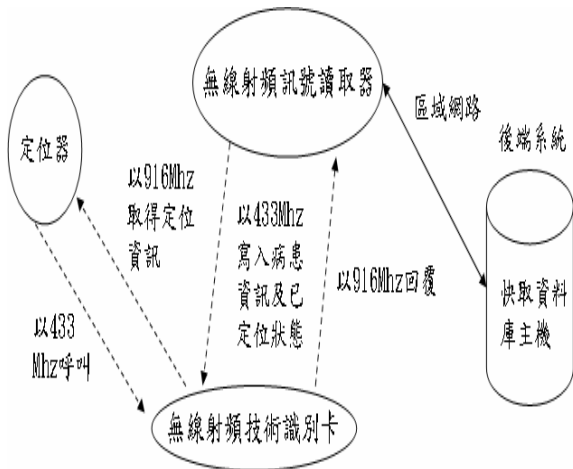 無線射頻訊號讀取器
區域網路
後端系統
定位器
以916Mhz
取得定位
資訊
以433Mhz
寫入病患
資訊及已
定位狀態
以916Mhz回覆
快取資料
庫主機
以433
Mhz呼叫
無線射頻技術識別卡